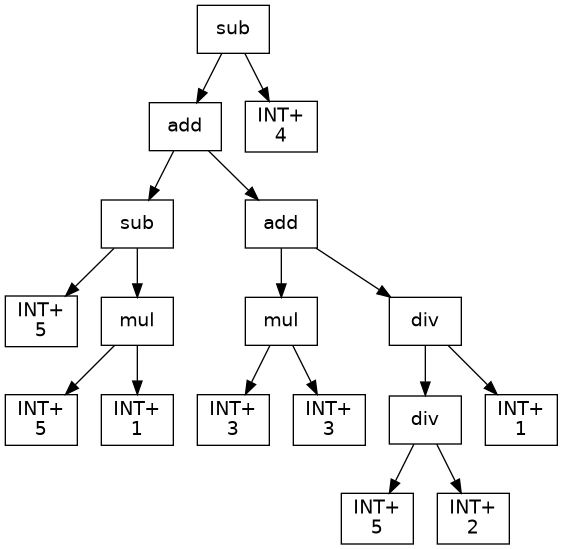 sub
add
INT+
4
sub
add
INT+
5
mul
mul
div
INT+
5
INT+
1
INT+
3
INT+
3
div
INT+
1
INT+
5
INT+
2